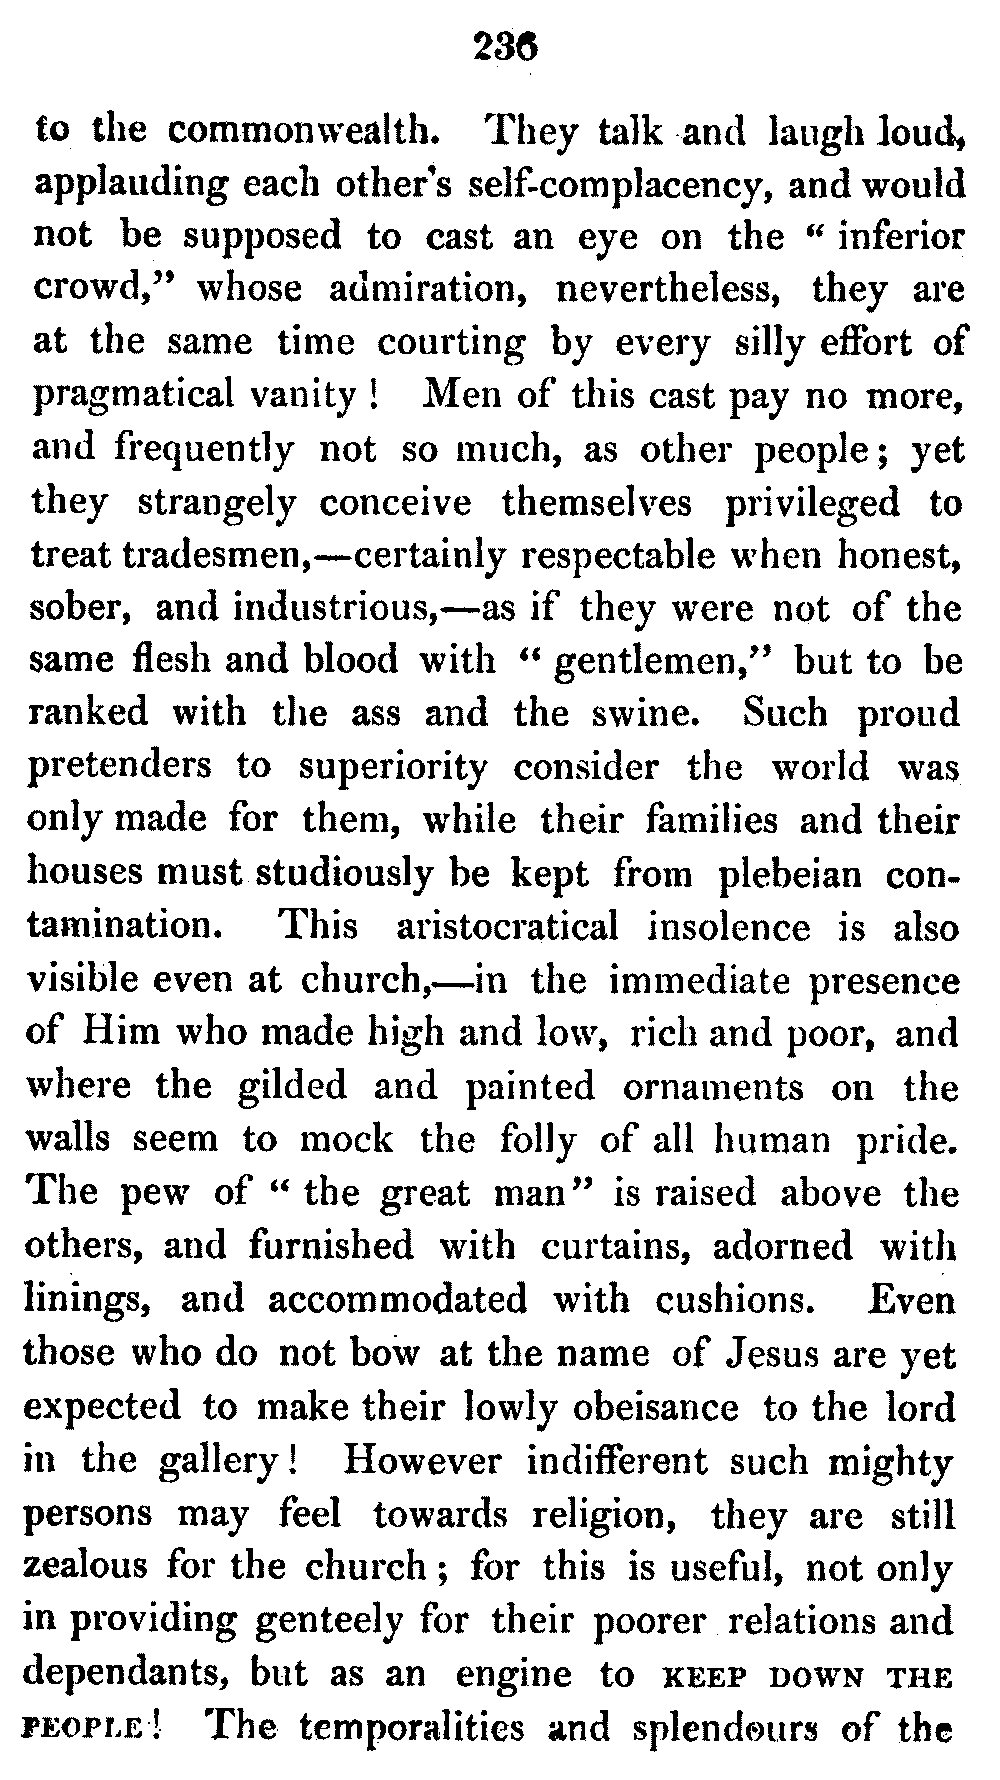 236
to the commonwealth. They talk and laugh loud,
applauding each other's self-complacency, and would
not be supposed to cast an eye on the “ inferior
crowd,” whose admiration, nevertheless, they are
at the same time courting by every silly effort of
pragmatical vanity ! Men of this cast pay no more,
and frequently not so much, as other people ; yet
they strangely conceive themselves privileged to
treat tradesmen,—certainly respectable when honest,
sober, and industrious,—as if they were not of the
same flesh and blood with “ gentlemen,” but to be
ranked with the ass and the swine. Such proud
pretenders to superiority consider the world was
only made for them, while their families and their
houses must studiously be kept from plebeian con-
tamination. This aristocratical insolence is also
visible even at church,—in the immediate presence
of Him who made high and low, rich and poor, and
where the gilded and painted ornaments on the
walls seem to mock the folly of all human pride.
The pew of “ the great man” is raised above the
others, and furnished with curtains, adorned with
linings, and accommodated with cushions. Even
those who do not bow at the name of Jesus are yet
expected to make their lowly obeisance to the lord
in the gallery ! However indifferent such mighty
persons may feel towards religion, they are still
zealous for the church ; for this is useful, not only
in providing genteely for their poorer relations and
dependants, but as an engine to KEEP DOWN THE
PEOPLE ! The temporalities and splendours of the